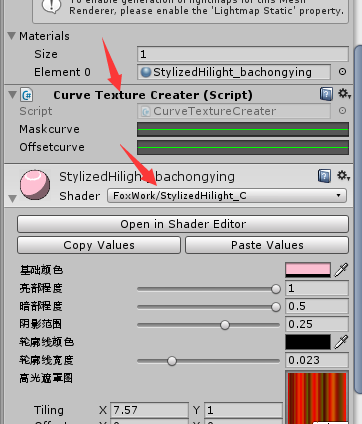 To enable generation of lightmaps for this Mesh
Renderer, please enable the 'Lightmap Static' property.
Materials
Size 1
Element 0 StylizedHilight_bachongying
Curve Texture Creater (Script)
Script CurveTextureCreater
Maskcurve
Offsetcurve
StylizedHilight_bachongying
Shader FoxWork/StylizedHilight_C
Open in Shader Editor
Copy Values Paste Values
基础颜色
亮部程度 1
暗部程度 0.5
阴影范围 0.25
轮廓线颜色
轮廓线宽度 0.023
高光遮罩图
Tiling X 7.57 Y 1